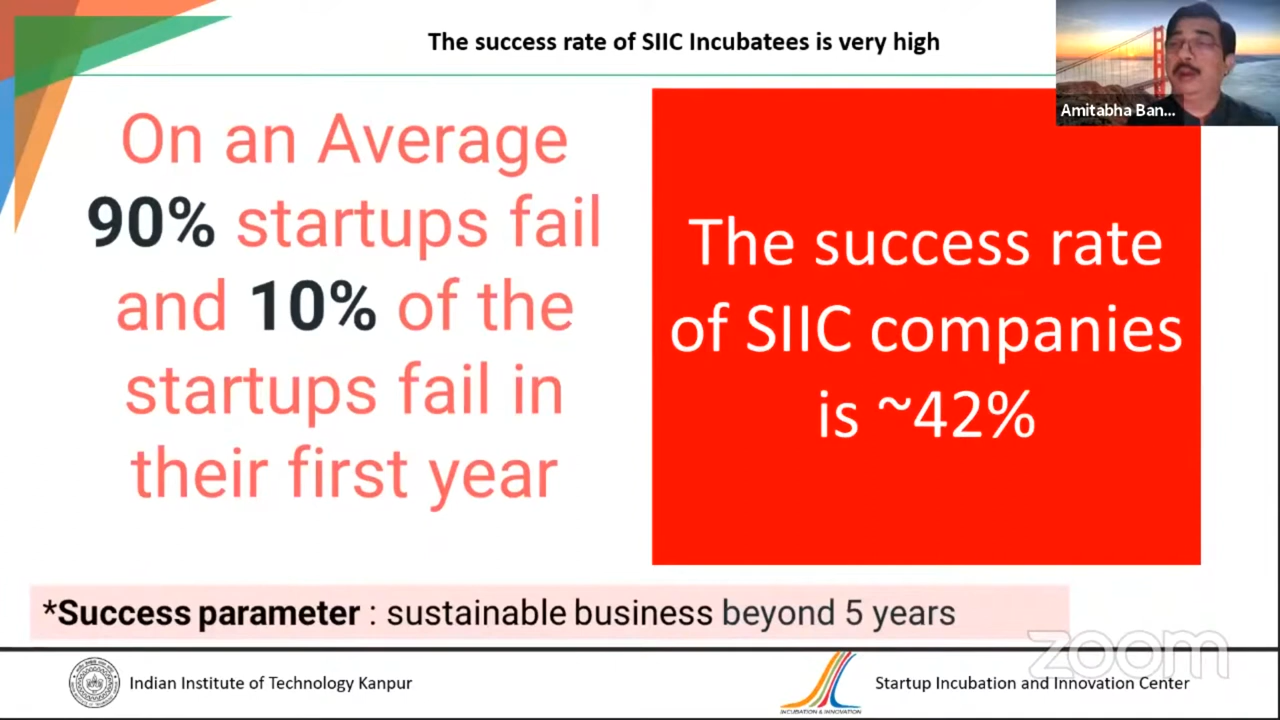 The success rate of SIIC Incubatees is very high
Amitabha Ban...
On an Average
90% startups fail
and 10% of the
startups fail in
their first year
The success rate
of SIIC companies
is ~42%
*Success parameter : sustainable business beyond 5 years
zoom
Indian Institute of Technology Kanpur
INCUBATION & INNOVATION
Startup Incubation and Innovation Center